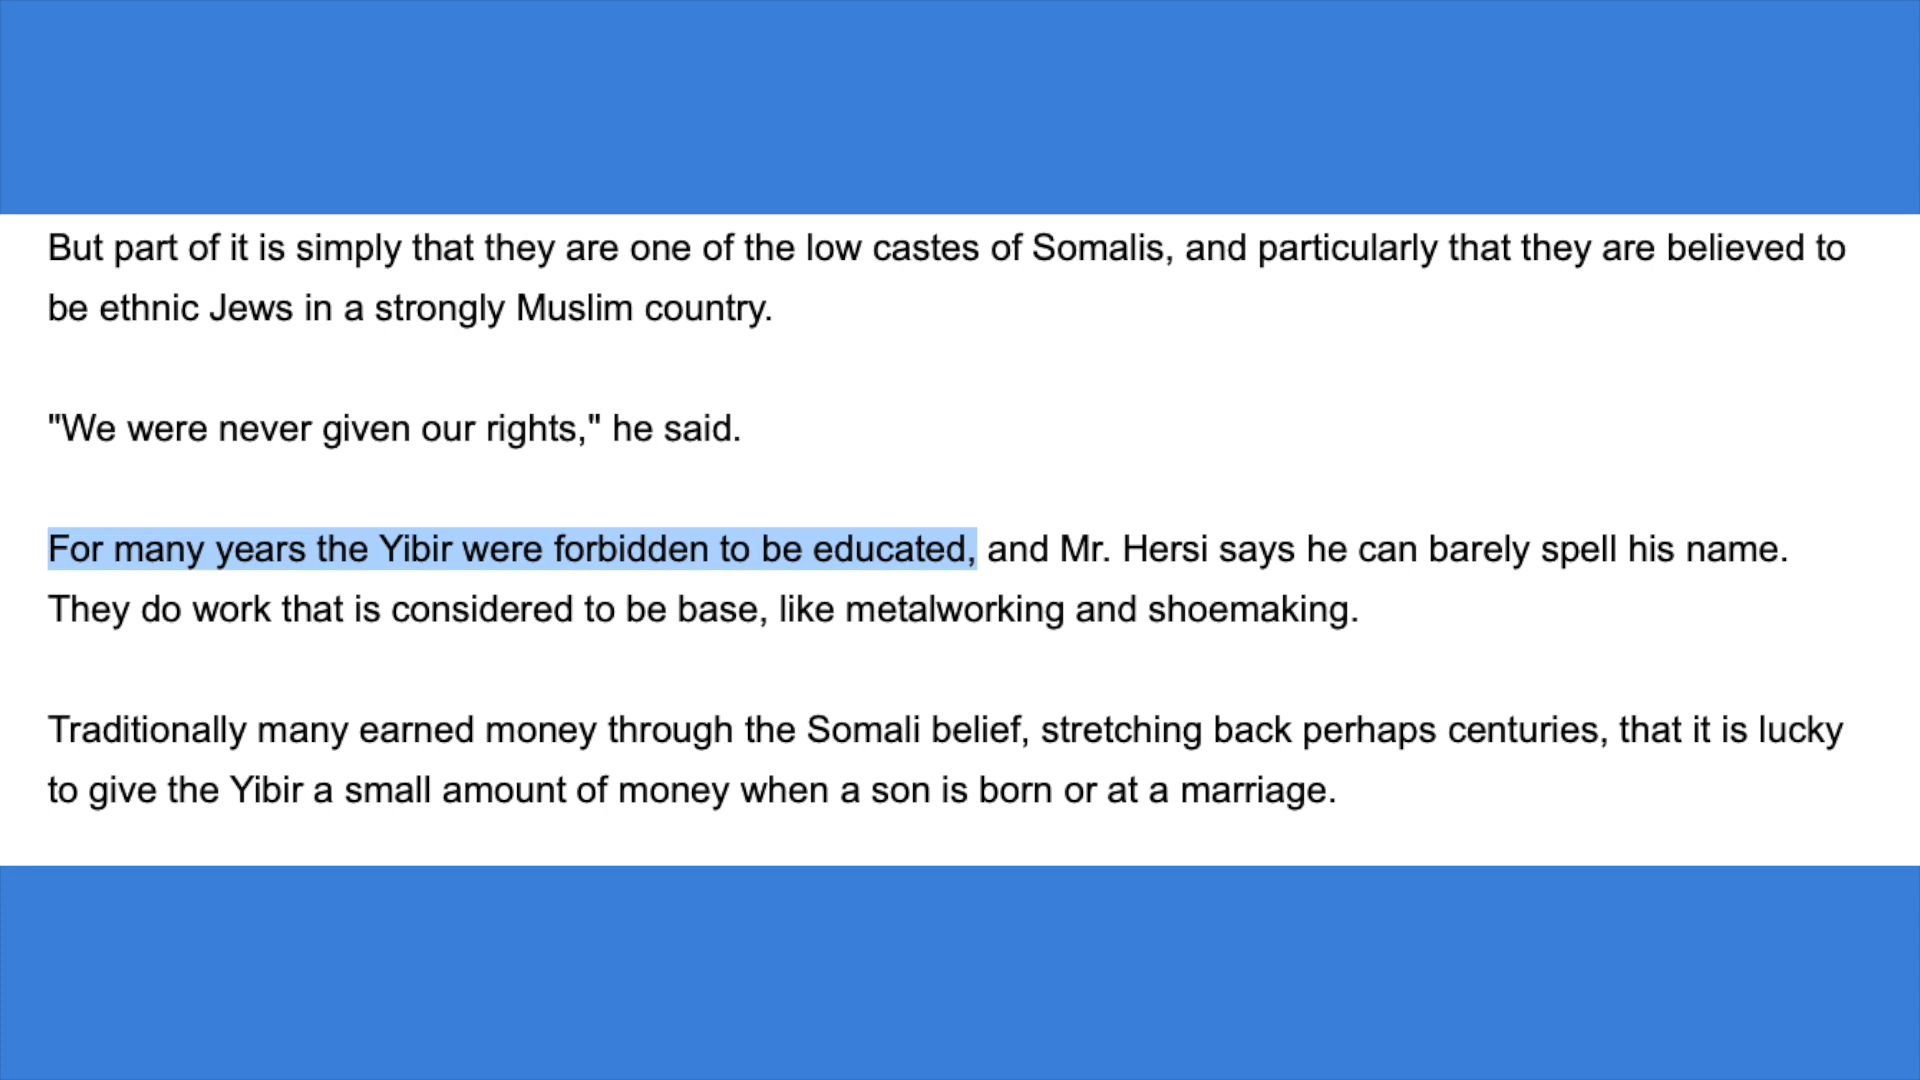 But part of it is simply that they are one of the low castes of Somalis, and particularly that they are believed to
be ethnic Jews in a strongly Muslim country.
"We were never given our rights," he said.
For many years the Yibir were forbidden to be educated, and Mr. Hersi says he can barely spell his name.
They do work that is considered to be base, like metalworking and shoemaking.
Traditionally many earned money through the Somali belief, stretching back perhaps centuries, that it is lucky
to give the Yibir a small amount of money when a son is born or at a marriage.